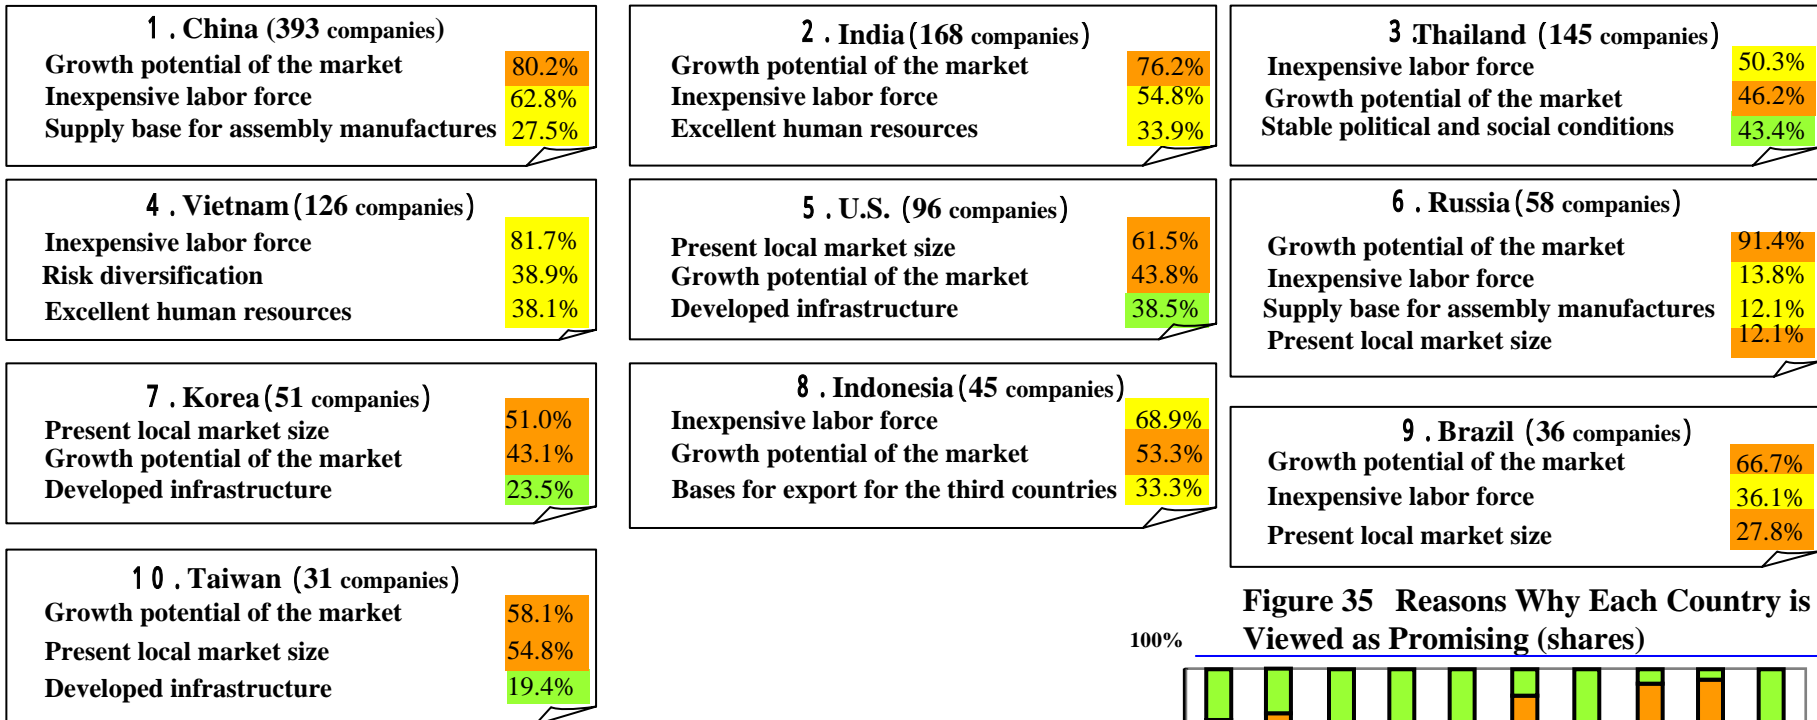 1 . China (393 companies)
Growth potential of the market 80.2%
Inexpensive labor force 62.8%
Supply base for assembly manufactures 27.5%
2 . India (168 companies)
Growth potential of the market 76.2%
Inexpensive labor force 54.8%
Excellent human resources 33.9%
3 .Thailand (145 companies)
Inexpensive labor force 50.3%
Growth potential of the market 46.2%
Stable political and social conditions 43.4%
4 . Vietnam (126 companies)
Inexpensive labor force 81.7%
Risk diversification 38.9%
Excellent human resources 38.1%
5 . U.S. (96 companies)
Present local market size 61.5%
Growth potential of the market 43.8%
Developed infrastructure 38.5%
6 . Russia (58 companies)
Growth potential of the market 91.4%
Inexpensive labor force 13.8%
Supply base for assembly manufactures 12.1%
Present local market size 12.1%
7 . Korea (51 companies)
Present local market size 51.0%
Growth potential of the market 43.1%
Developed infrastructure 23.5%
8 . Indonesia (45 companies)
Inexpensive labor force 68.9%
Growth potential of the market 53.3%
Bases for export for the third countries 33.3%
9 . Brazil (36 companies)
Growth potential of the market 66.7%
Inexpensive labor force 36.1%
Present local market size 27.8%
10 . Taiwan (31 companies)
Growth potential of the market 58.1%
Present local market size 54.8%
Developed infrastructure 19.4%
Figure 35 Reasons Why Each Country is
Viewed as Promising (shares)
100%